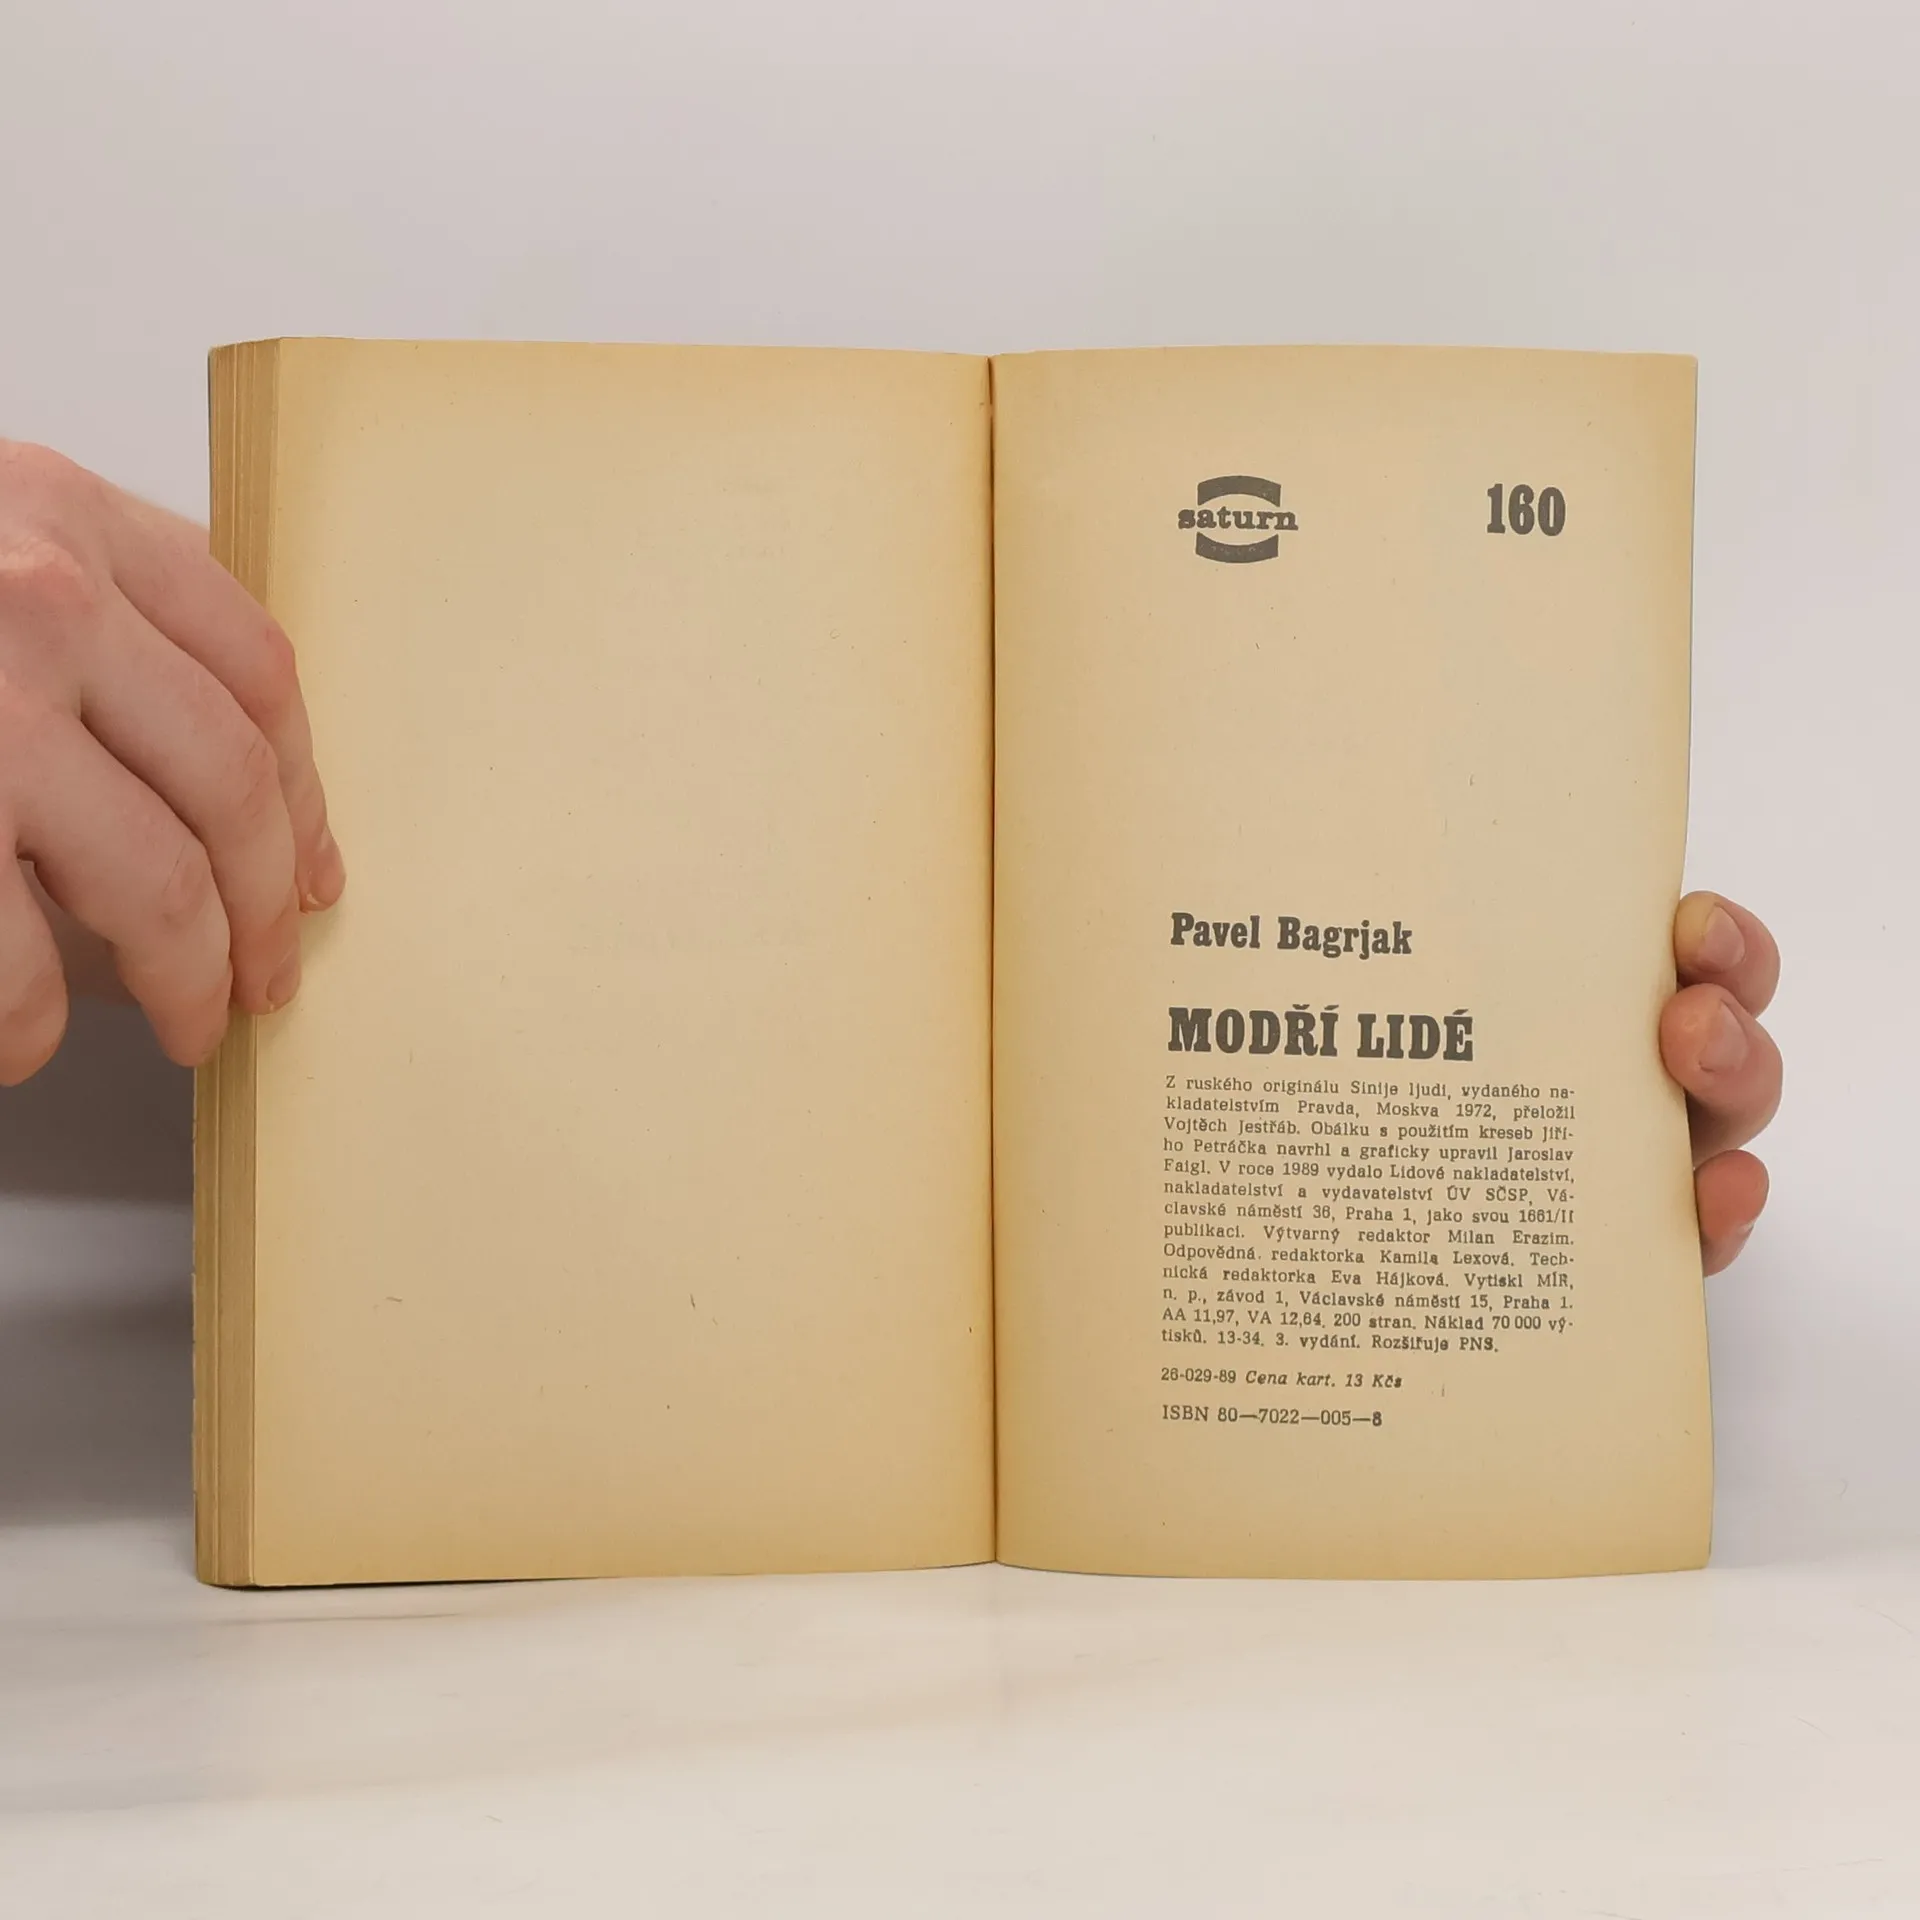 saturn
160
Pavel Bagrjak
MODŘÍ LIDÉ
Z ruského originálu Sinije ljudi, vydaného na-
kladatelstvím Pravda, Moskva 1972, přeložil
Vojtěch Jestřáb. Obálku s použitím kreseb Jiří-
ho Petráčka navrhl a graficky upravil Jaroslav
Faigl. V roce 1989 vydalo Lidové nakladatelství,
nakladatelství a vydavatelství ÚV SČSP, Vá-
clavské náměstí 36, Praha 1, jako svou 1661/II
publikaci. Výtvarný redaktor Milan Erazim.
Odpovědná redaktorka Kamila Lexová. Tech-
nická redaktorka Eva Hájková. Vytiskl MÍR,
n. p., závod 1, Václavské náměstí 15, Praha 1.
AA 11,97, VA 12,64. 200 stran. Náklad 70 000 vý-
tisků. 13-34. 3. vydání. Rozšiřuje PNS.
26-029-89 Cena kart. 13 Kčs
ISBN 80—7022—005—8